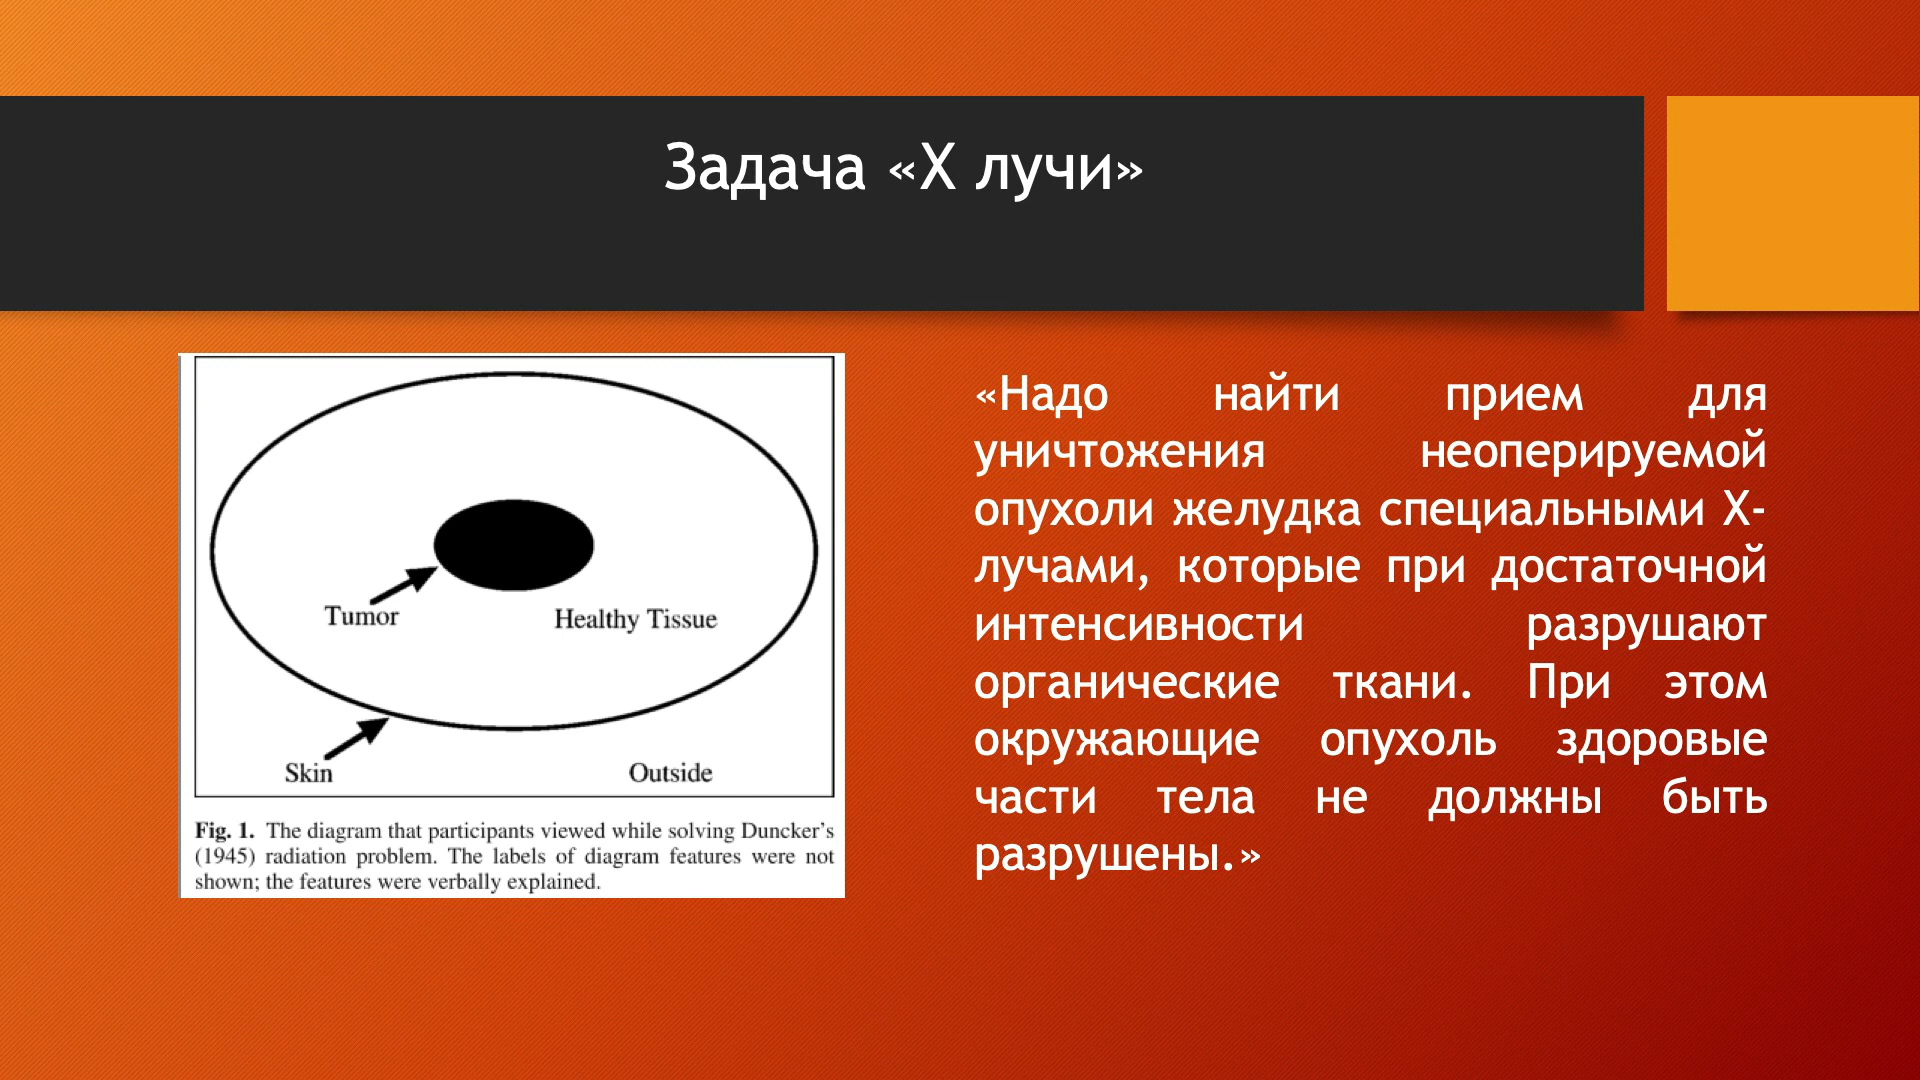 Задача «Х лучи»
Tumor
Healthy Tissue
Skin
Outside
Fig. 1. The diagram that participants viewed while solving Duncker's
(1945) radiation problem. The labels of diagram features were not
shown; the features were verbally explained.
«Надо найти прием для
уничтожения неоперируемой
опухоли желудка специальными Х-
лучами, которые при достаточной
интенсивности разрушают
органические ткани. При этом
окружающие опухоль здоровые
части тела не должны быть
разрушены.»